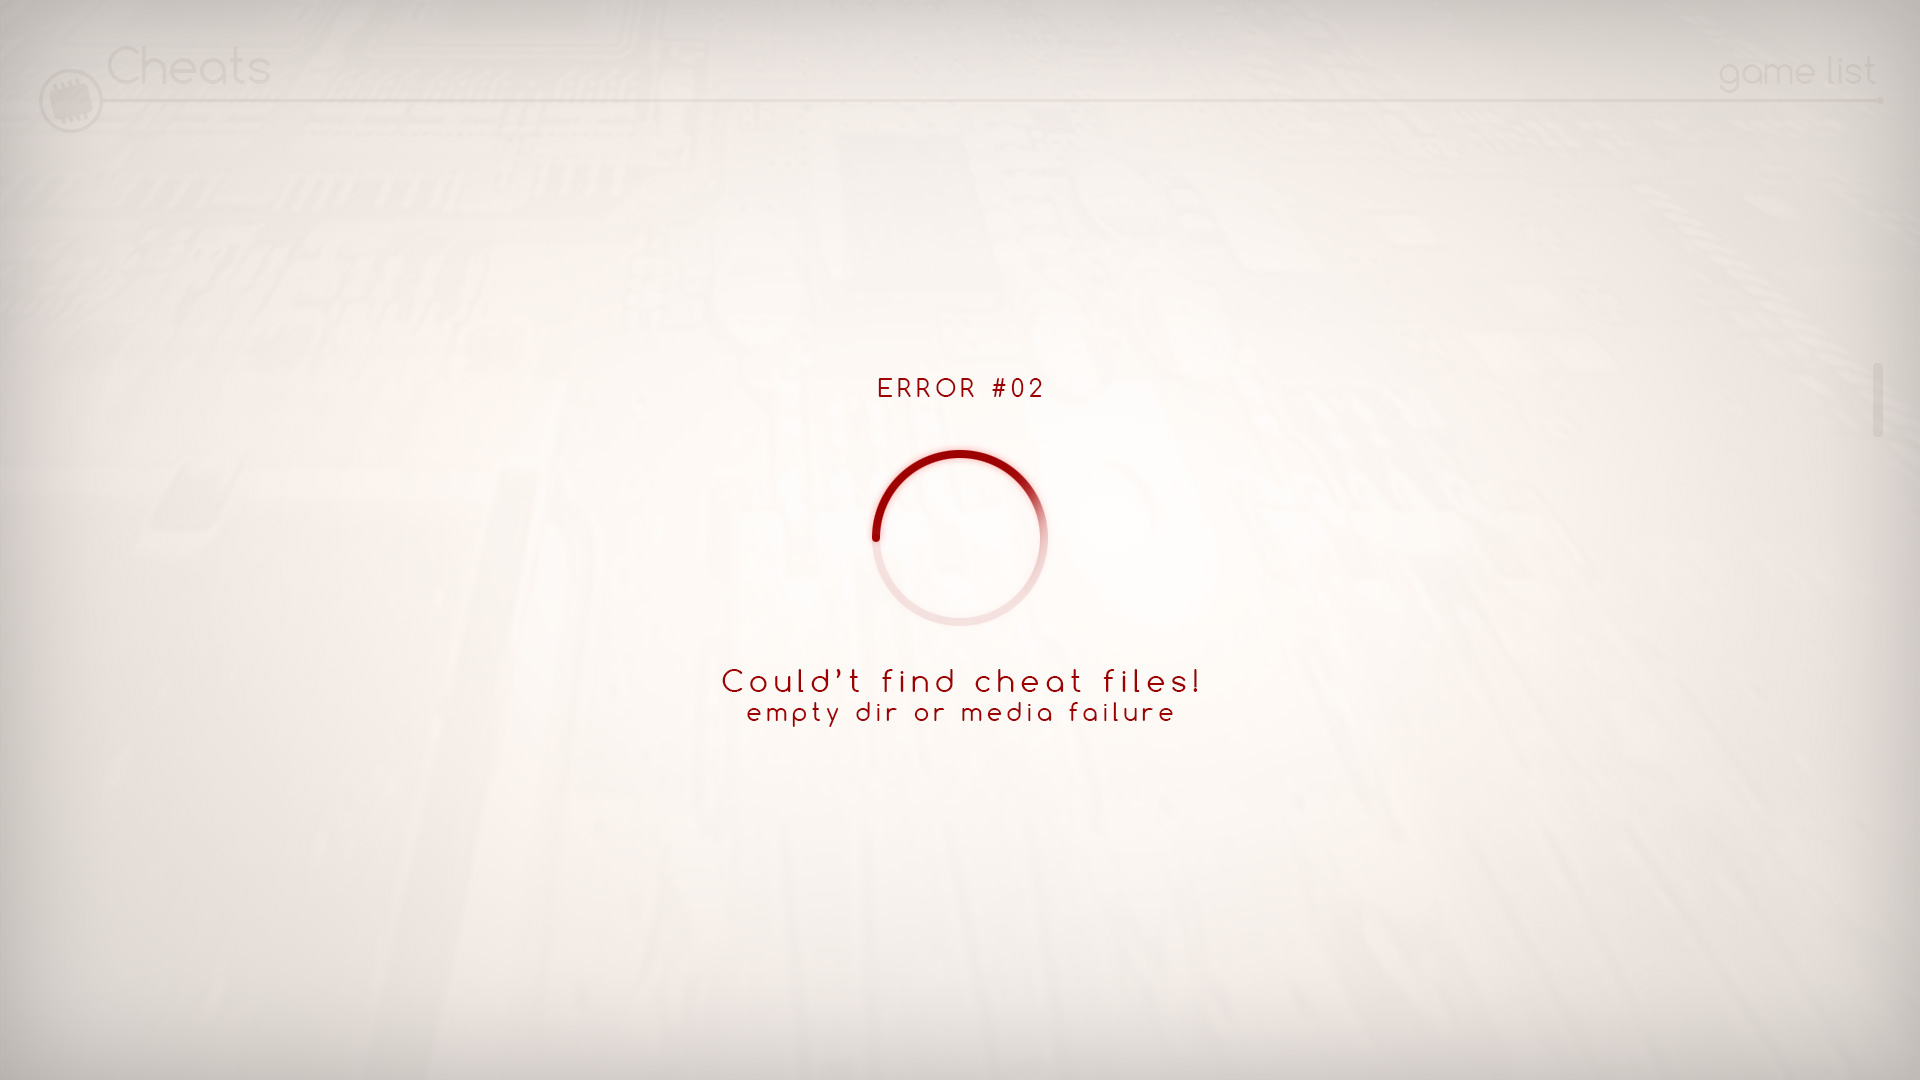 Cheats
game list
ERROR #02
Could't find cheat files!
empty dir or media failure